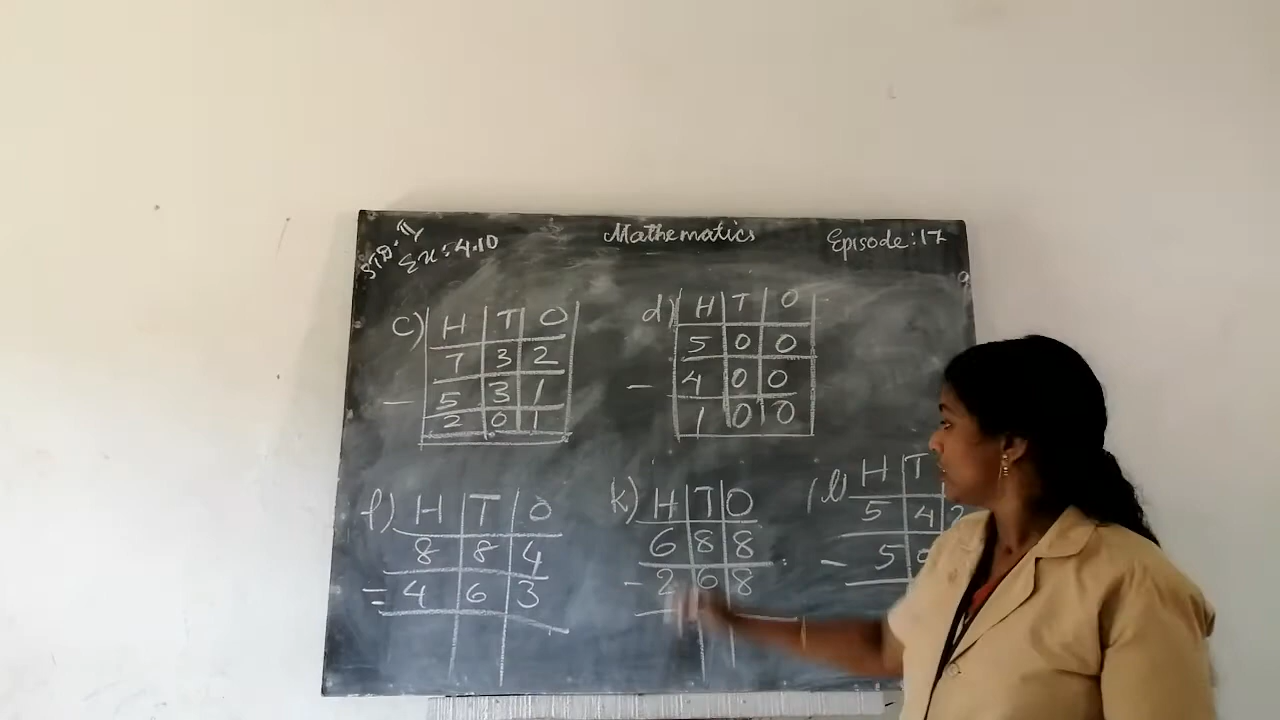 STD. II
Ex: 4.10
Mathematics
Episode: 17
c) H T O
7 3 2
- 5 3 1
2 0 1
d) H T O
5 0 0
- 4 0 0
1 0 0
f) H T O
8 8 4
= 4 6 3
k) H T O
6 8 8
- 2 6 8
(l) H T
5 4 2
- 5 0